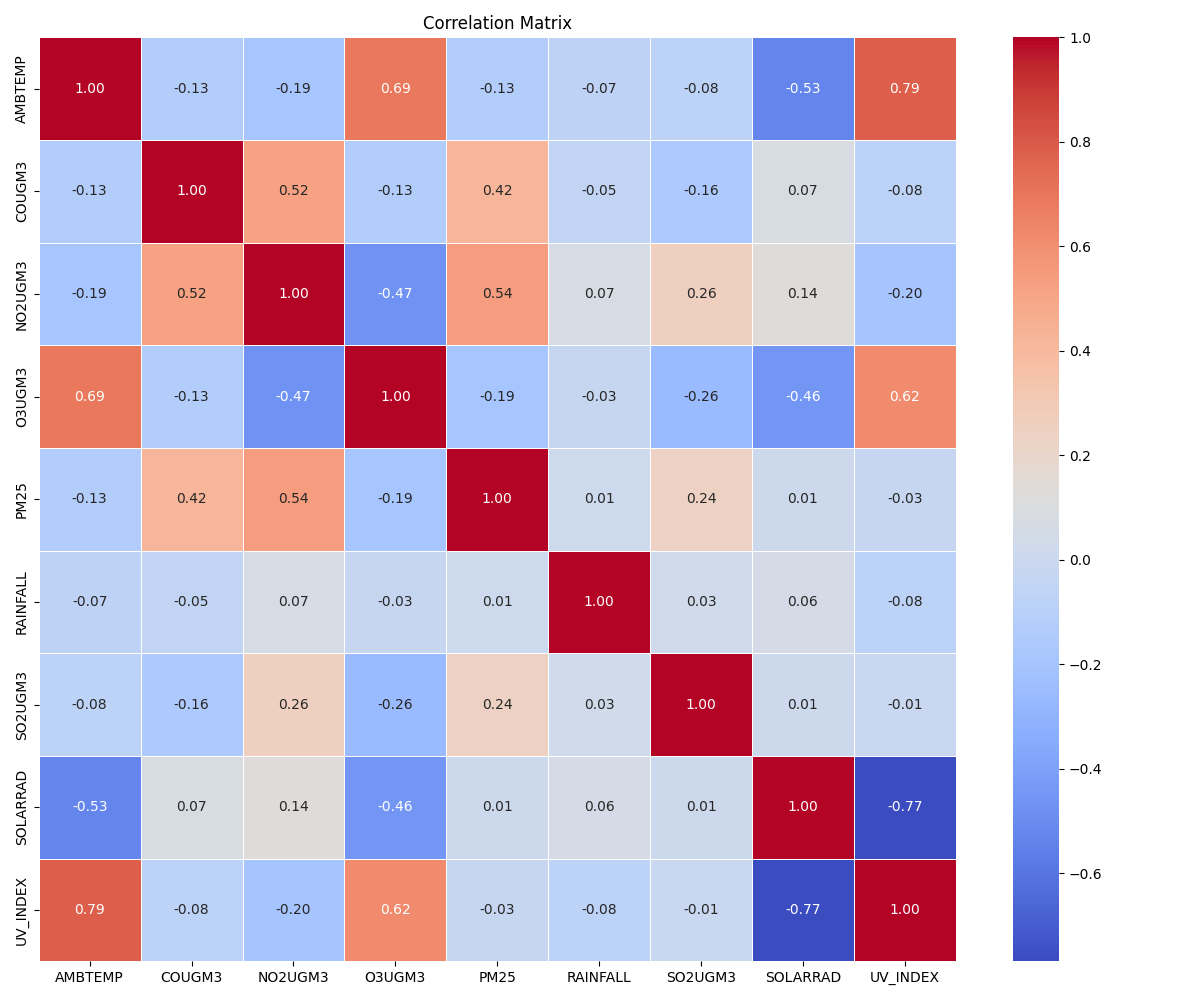 Correlation Matrix
AMBTEMP 1.00 -0.13 -0.19 0.69 -0.13 -0.07 -0.08 -0.53 0.79
COUGM3 -0.13 1.00 0.52 -0.13 0.42 -0.05 -0.16 0.07 -0.08
NO2UGM3 -0.19 0.52 1.00 -0.47 0.54 0.07 0.26 0.14 -0.20
O3UGM3 0.69 -0.13 -0.47 1.00 -0.19 -0.03 -0.26 -0.46 0.62
PM25 -0.13 0.42 0.54 -0.19 1.00 0.01 0.24 0.01 -0.03
RAINFALL -0.07 -0.05 0.07 -0.03 0.01 1.00 0.03 0.06 -0.08
SO2UGM3 -0.08 -0.16 0.26 -0.26 0.24 0.03 1.00 0.01 -0.01
SOLARRAD -0.53 0.07 0.14 -0.46 0.01 0.06 0.01 1.00 -0.77
UV_INDEX 0.79 -0.08 -0.20 0.62 -0.03 -0.08 -0.01 -0.77 1.00
AMBTEMP COUGM3 NO2UGM3 O3UGM3 PM25 RAINFALL SO2UGM3 SOLARRAD UV_INDEX
1.0
0.8
0.6
0.4
0.2
0.0
−0.2
−0.4
−0.6